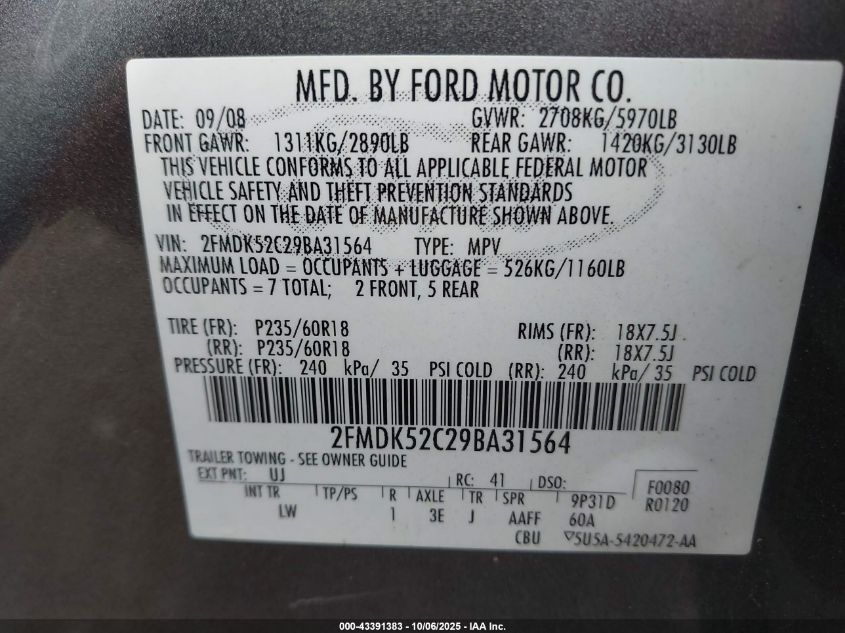 MFD. BY FORD MOTOR CO.
DATE: 09/08 GVWR: 2708KG/5970LB
FRONT GAWR: 1311KG/2890LB REAR GAWR: 1420KG/3130LB
THIS VEHICLE CONFORMS TO ALL APPLICABLE FEDERAL MOTOR
VEHICLE SAFETY AND THEFT PREVENTION STANDARDS
IN EFFECT ON THE DATE OF MANUFACTURE SHOWN ABOVE.
VIN: 2FMDK52C29BA31564 TYPE: MPV
MAXIMUM LOAD = OCCUPANTS + LUGGAGE = 526KG/1160LB
OCCUPANTS = 7 TOTAL; 2 FRONT, 5 REAR
TIRE (FR): P235/60R18 RIMS (FR): 18X7.5J
(RR): P235/60R18 (RR): 18X7.5J
PRESSURE (FR): 240 kPa/ 35 PSI COLD (RR): 240 kPa/ 35 PSI COLD
2FMDK52C29BA31564
TRAILER TOWING - SEE OWNER GUIDE
EXT PNT: UJ RC: 41 DSO: F0080
INT TR TP/PS R AXLE TR SPR 9P31D R0120
LW 1 3E J AAFF 60A
CBU ▽5U5A-5420472-AA
000-43391383 - 10/06/2025 - IAA Inc.